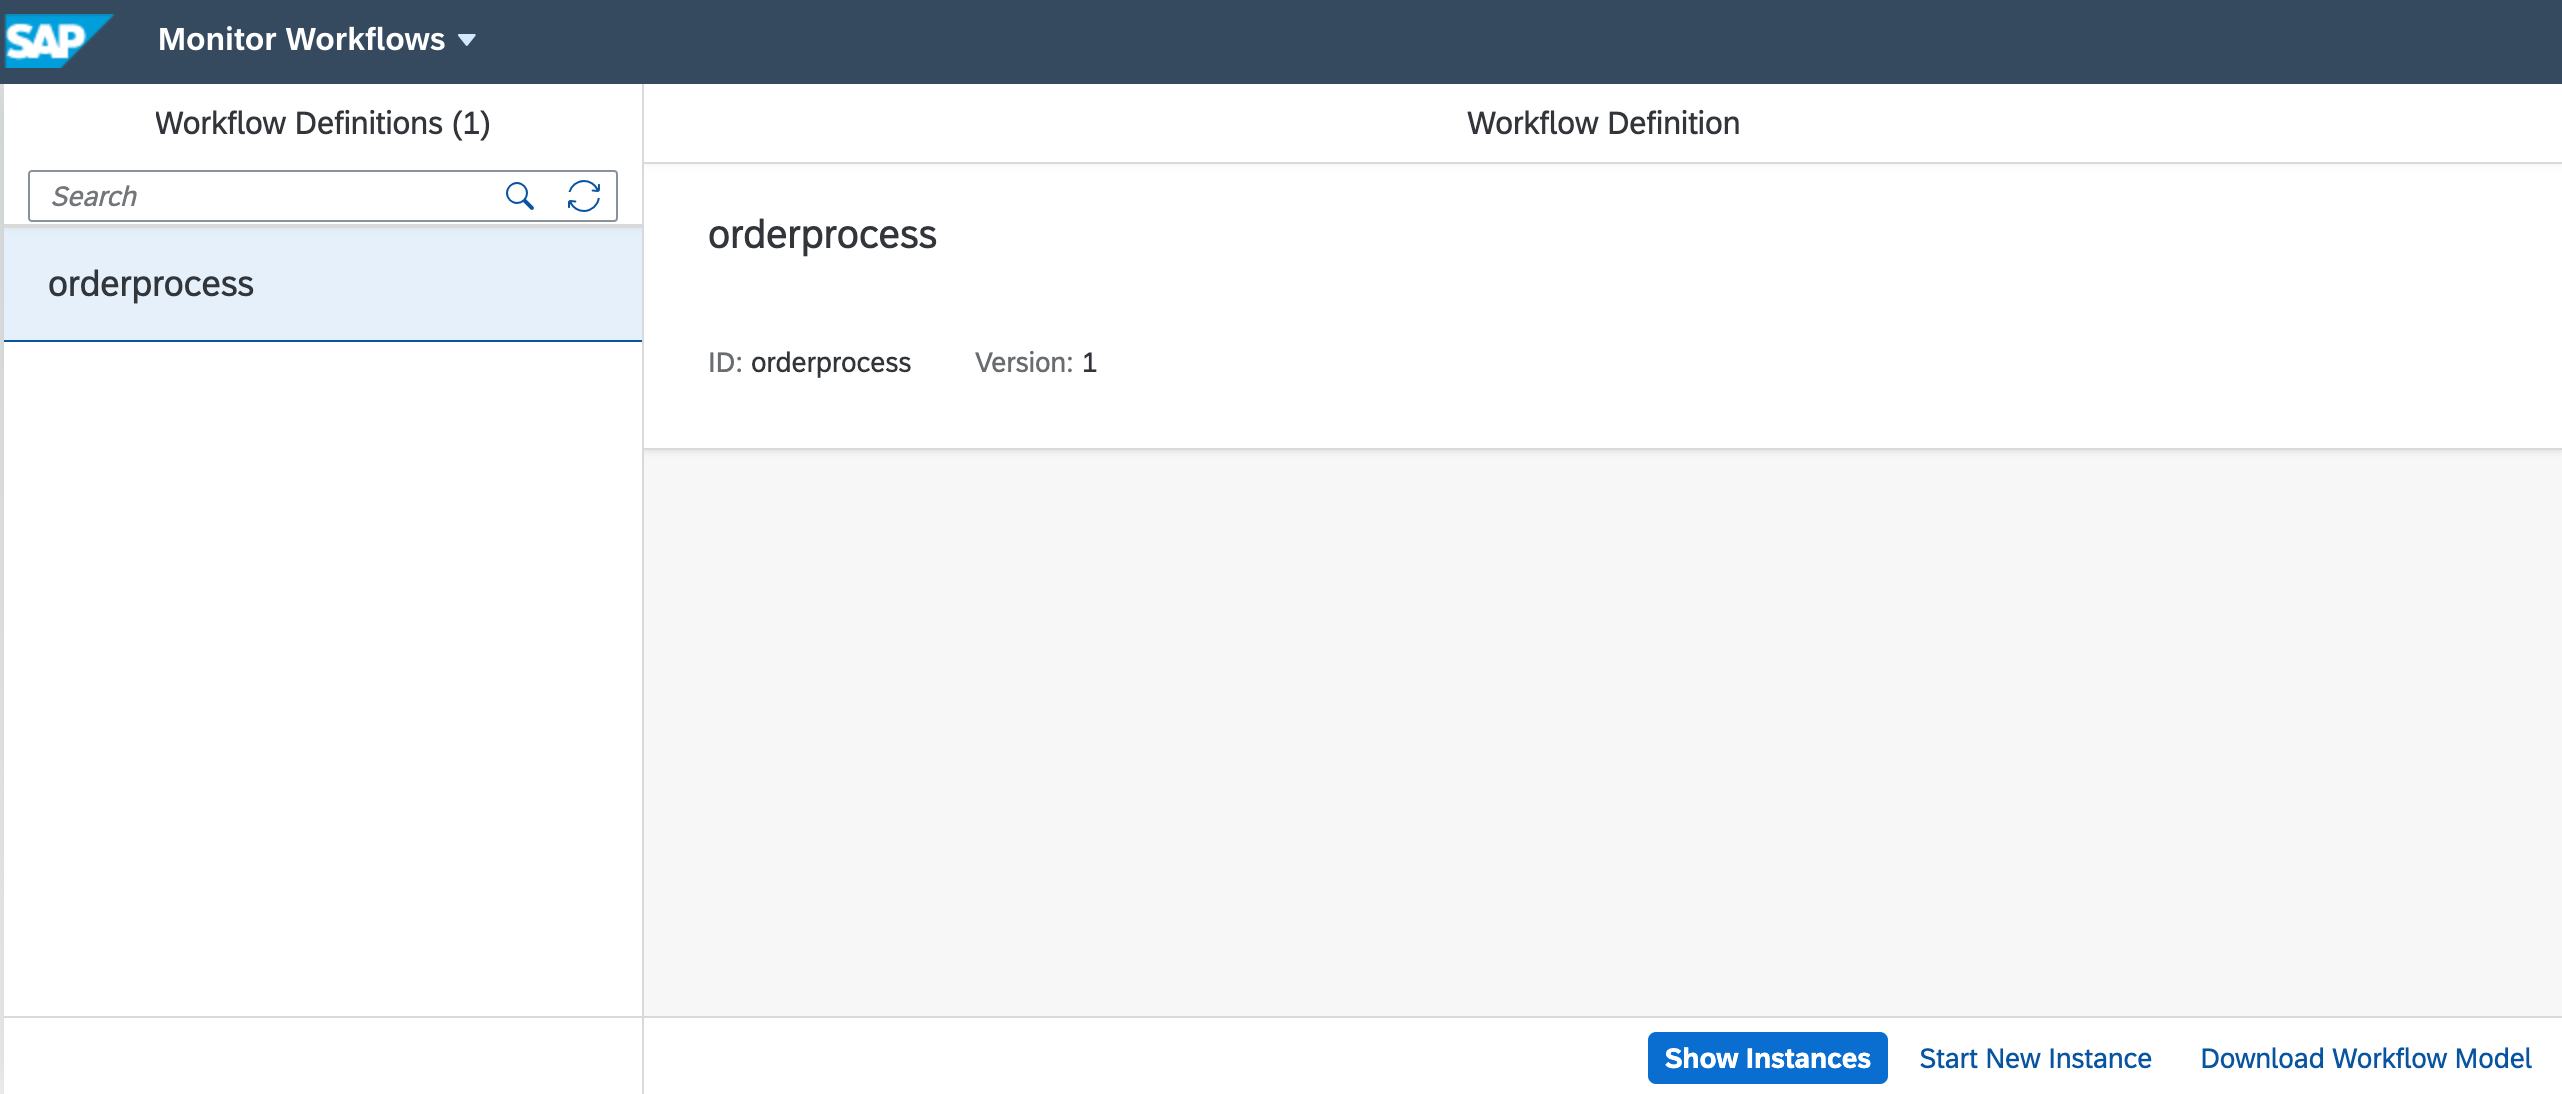 SAP
Monitor Workflows
Workflow Definitions (1)
Search
orderprocess
Workflow Definition
orderprocess
ID: orderprocess Version: 1
Show Instances Start New Instance Download Workflow Model